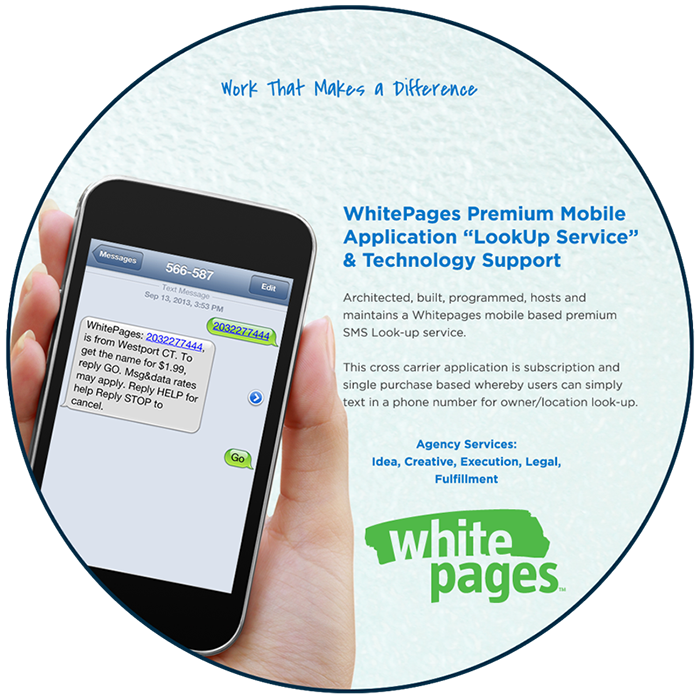 Work That Makes a Difference
WhitePages Premium Mobile
Application “LookUp Service”
& Technology Support
Architected, built, programmed, hosts and
maintains a Whitepages mobile based premium
SMS Look-up service.
This cross carrier application is subscription and
single purchase based whereby users can simply
text in a phone number for owner/location look-up.
Agency Services:
Idea, Creative, Execution, Legal,
Fulfillment
white
pages™
Messages
566-587
Edit
Text Message
Sep 13, 2013, 3:53 PM
2032277444
WhitePages: 2032277444,
is from Westport CT. To
get the name for $1.99,
reply GO. Msg&data rates
may apply. Reply HELP for
help Reply STOP to
cancel.
Go